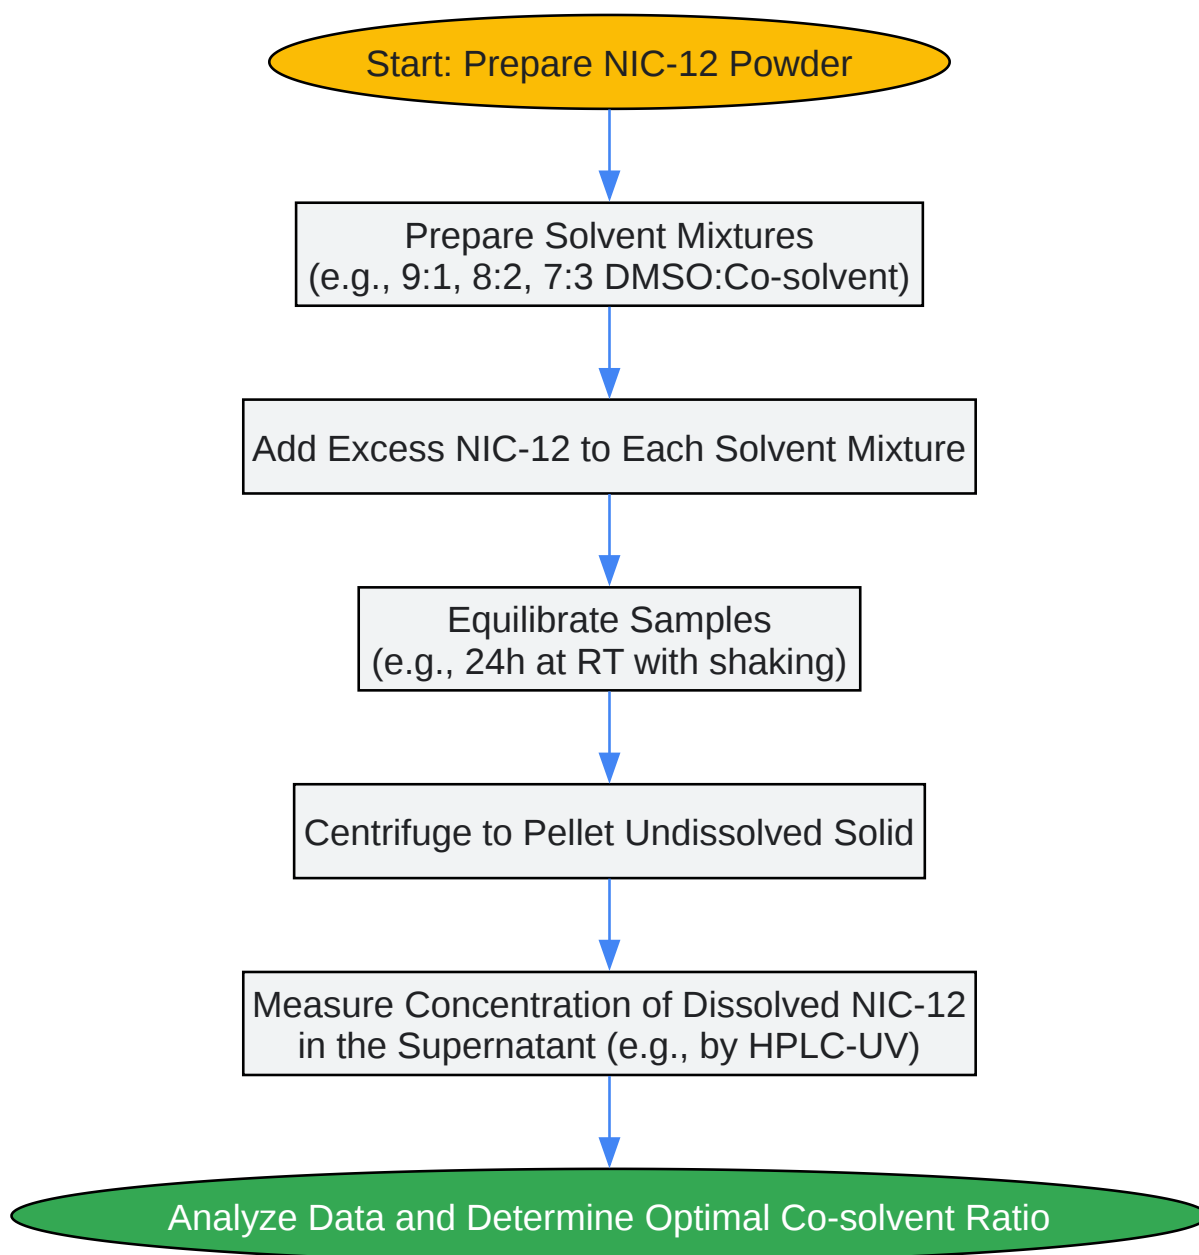 Start: Prepare NIC-12 Powder
Prepare Solvent Mixtures
(e.g., 9:1, 8:2, 7:3 DMSO:Co-solvent)
Add Excess NIC-12 to Each Solvent Mixture
Equilibrate Samples
(e.g., 24h at RT with shaking)
Centrifuge to Pellet Undissolved Solid
Measure Concentration of Dissolved NIC-12
in the Supernatant (e.g., by HPLC-UV)
Analyze Data and Determine Optimal Co-solvent Ratio